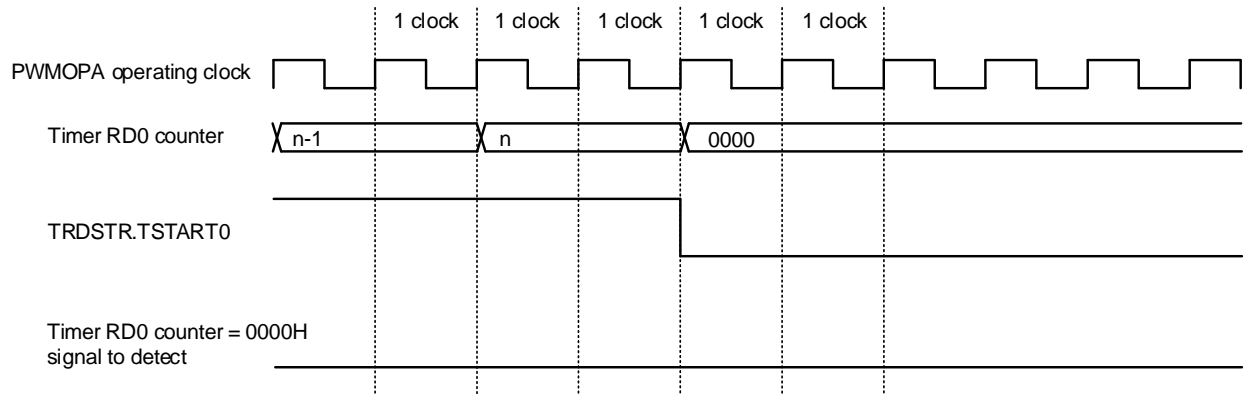 1 clock 1 clock 1 clock 1 clock 1 clock
PWMOPA operating clock
Timer RD0 counter n-1 n 0000
TRDSTR.TSTART0
Timer RD0 counter = 0000H
signal to detect